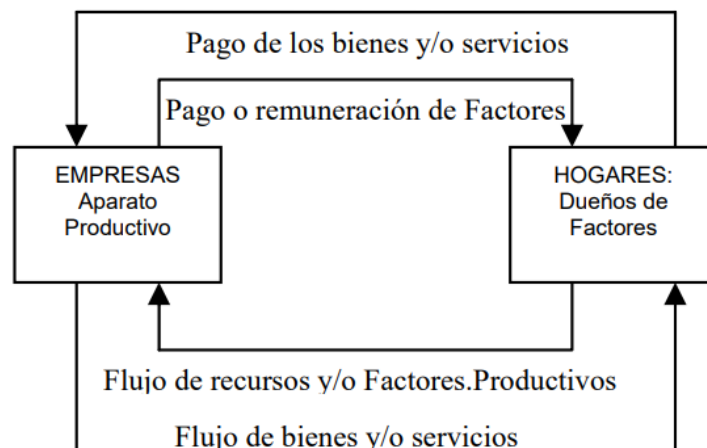 Pago de los bienes y/o servicios
Pago o remuneración de Factores
EMPRESAS
Aparato
Productivo
HOGARES:
Dueños de
Factores
Flujo de recursos y/o Factores.Productivos
Flujo de bienes y/o servicios